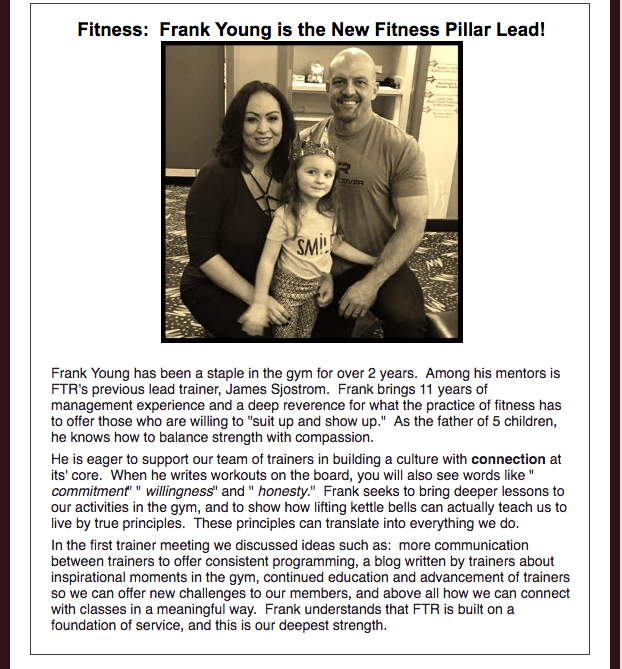 Fitness:  Frank Young is the New Fitness Pillar Lead!
R
COVER
SMILE
Frank Young has been a staple in the gym for over 2 years.  Among his mentors is
FTR's previous lead trainer, James Sjostrom.  Frank brings 11 years of
management experience and a deep reverence for what the practice of fitness has
to offer those who are willing to "suit up and show up."  As the father of 5 children,
he knows how to balance strength with compassion.
He is eager to support our team of trainers in building a culture with connection at
its' core.  When he writes workouts on the board, you will also see words like "
commitment" " willingness" and " honesty."  Frank seeks to bring deeper lessons to
our activities in the gym, and to show how lifting kettle bells can actually teach us to
live by true principles.  These principles can translate into everything we do.
In the first trainer meeting we discussed ideas such as:  more communication
between trainers to offer consistent programming, a blog written by trainers about
inspirational moments in the gym, continued education and advancement of trainers
so we can offer new challenges to our members, and above all how we can connect
with classes in a meaningful way.  Frank understands that FTR is built on a
foundation of service, and this is our deepest strength.